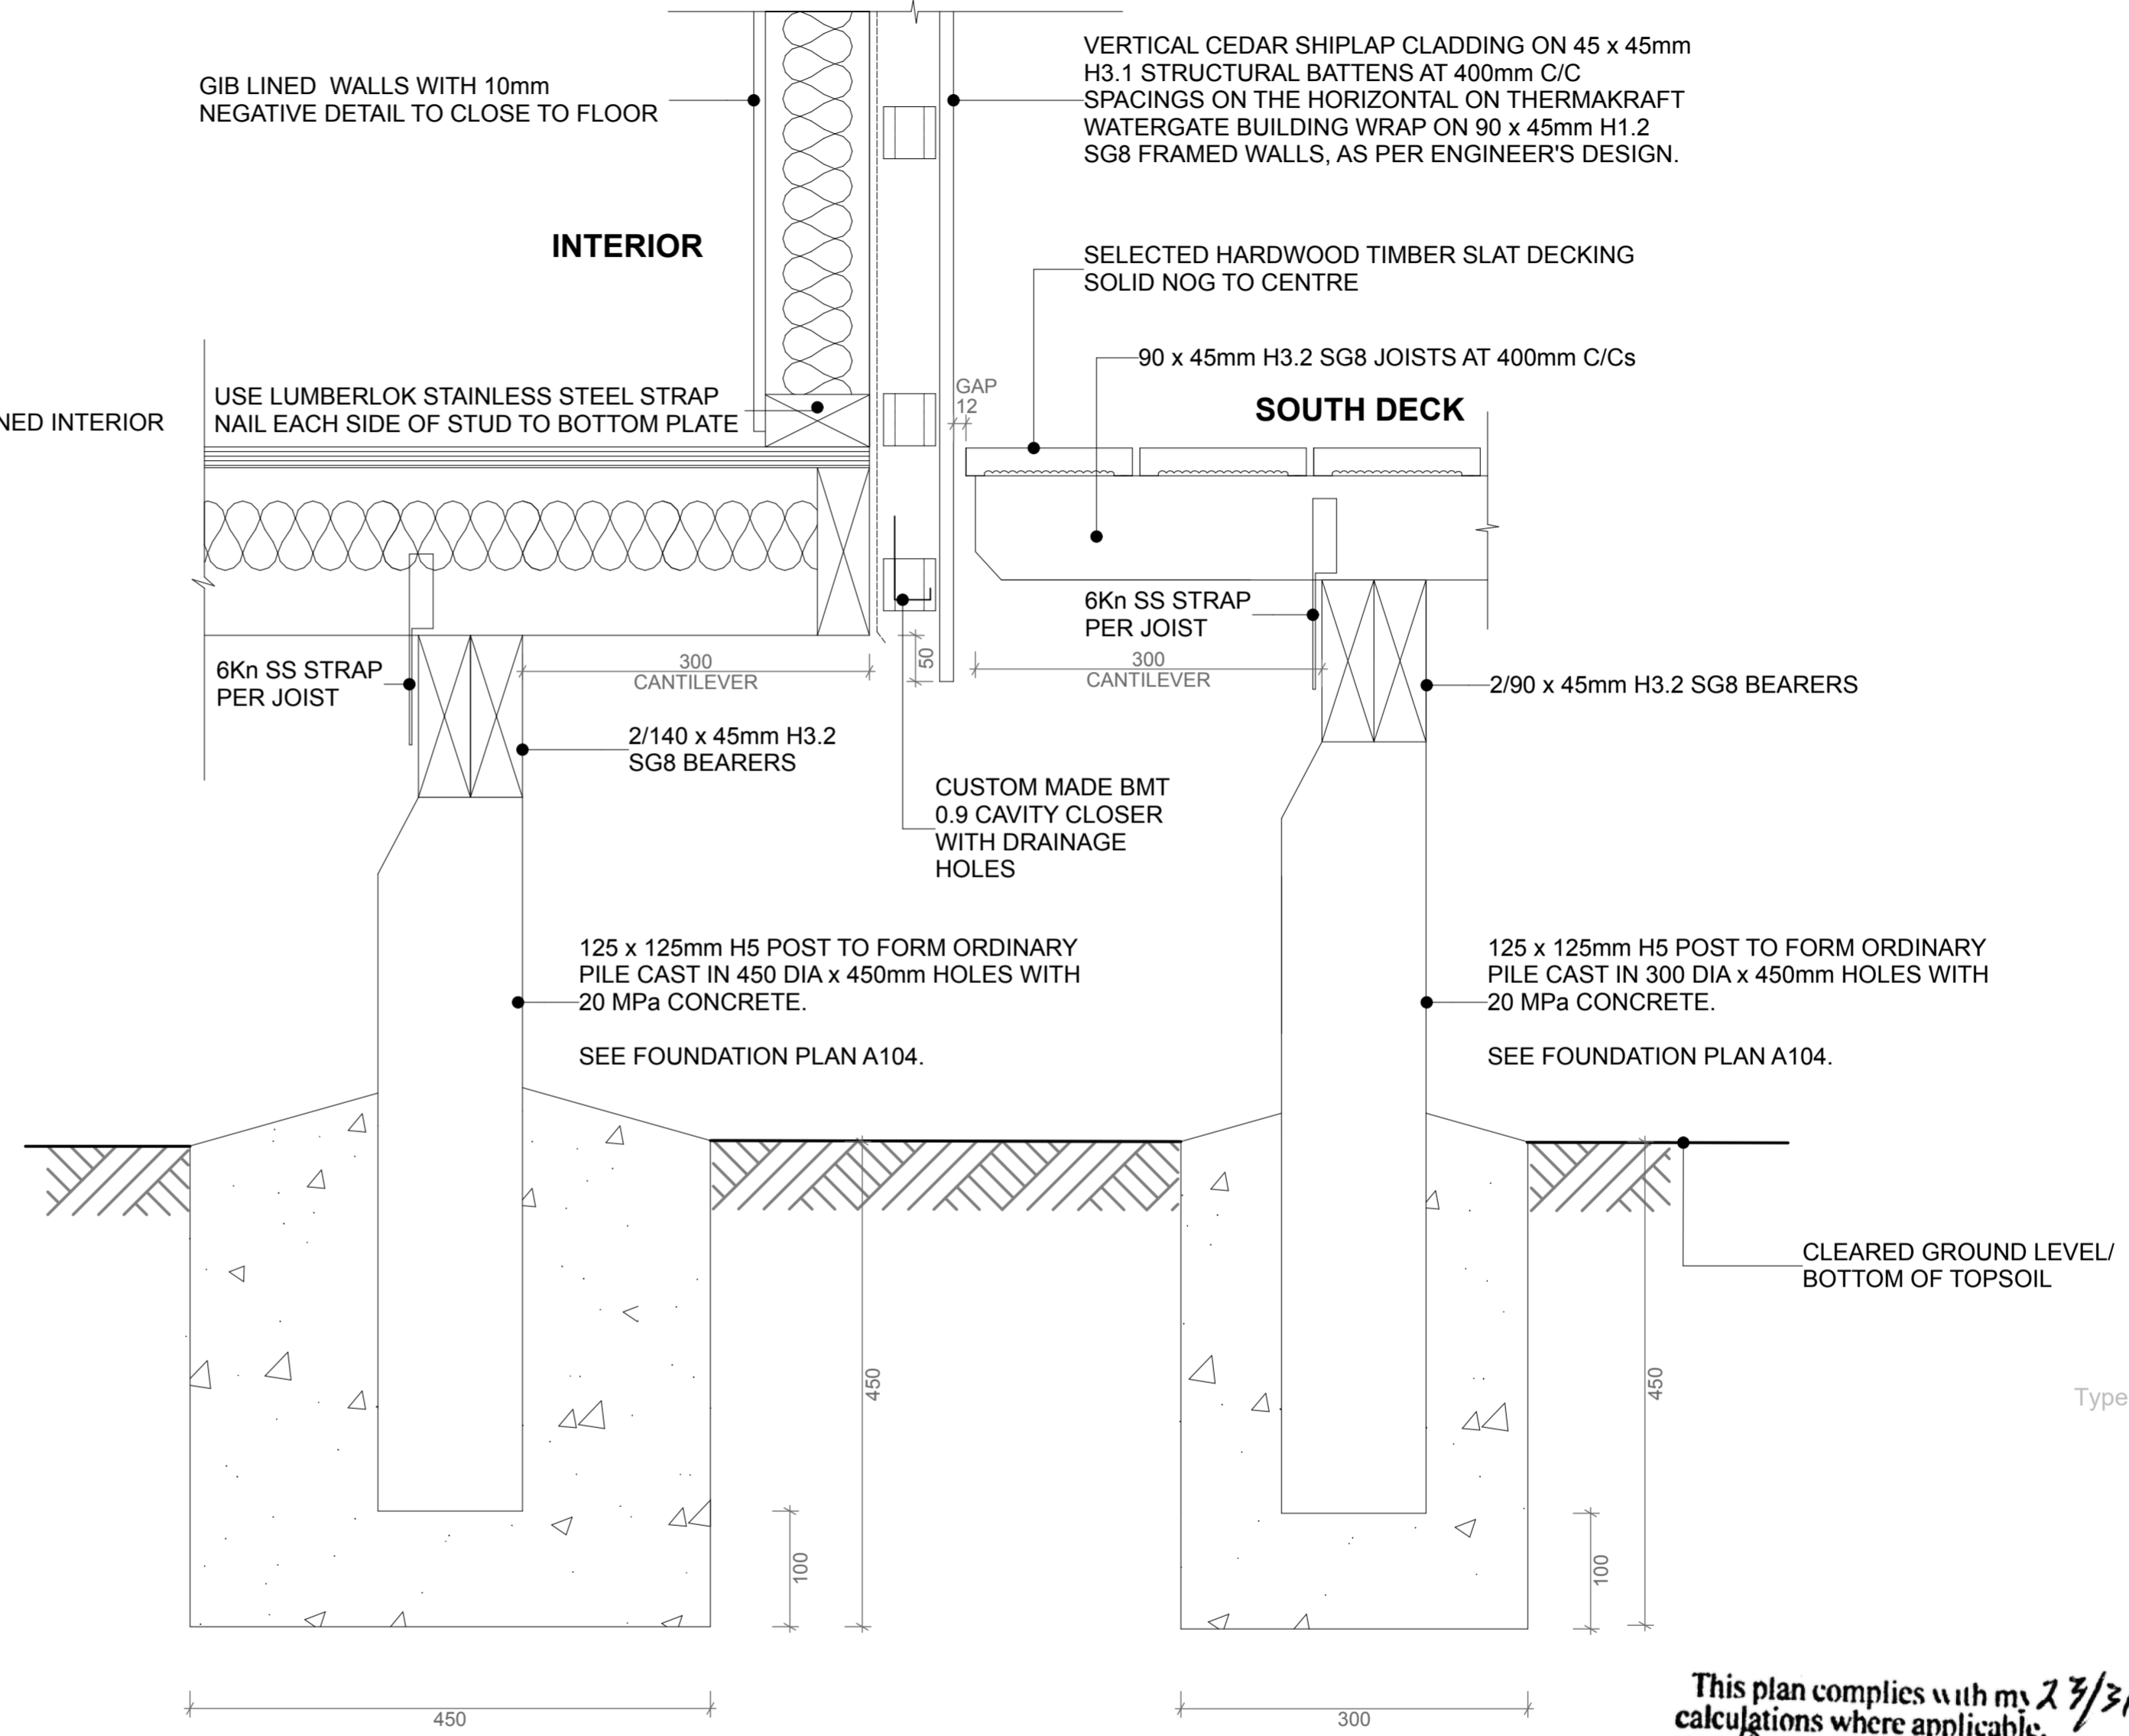 GIB LINED WALLS WITH 10mm
NEGATIVE DETAIL TO CLOSE TO FLOOR
VERTICAL CEDAR SHIPLAP CLADDING ON 45 x 45mm
H3.1 STRUCTURAL BATTENS AT 400mm C/C
SPACINGS ON THE HORIZONTAL ON THERMAKRAFT
WATERGATE BUILDING WRAP ON 90 x 45mm H1.2
SG8 FRAMED WALLS, AS PER ENGINEER'S DESIGN.
INTERIOR
SELECTED HARDWOOD TIMBER SLAT DECKING
SOLID NOG TO CENTRE
90 x 45mm H3.2 SG8 JOISTS AT 400mm C/Cs
GAP
12
SOUTH DECK
NED INTERIOR
USE LUMBERLOK STAINLESS STEEL STRAP
NAIL EACH SIDE OF STUD TO BOTTOM PLATE
6Kn SS STRAP
PER JOIST
300
CANTILEVER
50
6Kn SS STRAP
PER JOIST
300
CANTILEVER
2/90 x 45mm H3.2 SG8 BEARERS
2/140 x 45mm H3.2
SG8 BEARERS
CUSTOM MADE BMT
0.9 CAVITY CLOSER
WITH DRAINAGE
HOLES
125 x 125mm H5 POST TO FORM ORDINARY
PILE CAST IN 450 DIA x 450mm HOLES WITH
20 MPa CONCRETE.
SEE FOUNDATION PLAN A104.
125 x 125mm H5 POST TO FORM ORDINARY
PILE CAST IN 300 DIA x 450mm HOLES WITH
20 MPa CONCRETE.
SEE FOUNDATION PLAN A104.
CLEARED GROUND LEVEL/
BOTTOM OF TOPSOIL
450
450
Type
100
100
450
300
This plan complies with my
calculations where applicable.